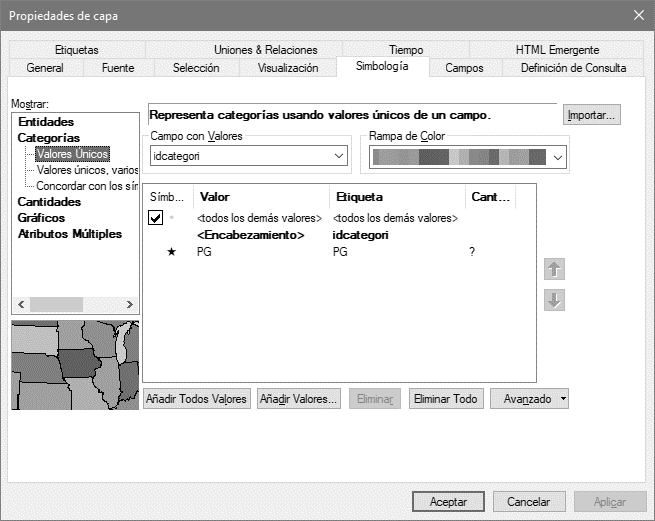 Propiedades de capa
Etiquetas Uniones & Relaciones Tiempo HTML Emergente
General Fuente Selección Visualización Simbología Campos Definición de Consulta
Mostrar:
Entidades
Categorías
Valores Únicos
Valores únicos, varios
Concordar con los sím
Cantidades
Gráficos
Atributos Múltiples
Representa categorías usando valores únicos de un campo.
Importar...
Campo con Valores
idcategori
Rampa de Color
Símb... Valor Etiqueta Cant...
<todos los demás valores> <todos los demás valores>
<Encabezamiento> idcategori
PG PG ?
Añadir Todos Valores Añadir Valores... Eliminar Eliminar Todo Avanzado
Aceptar Cancelar Aplicar